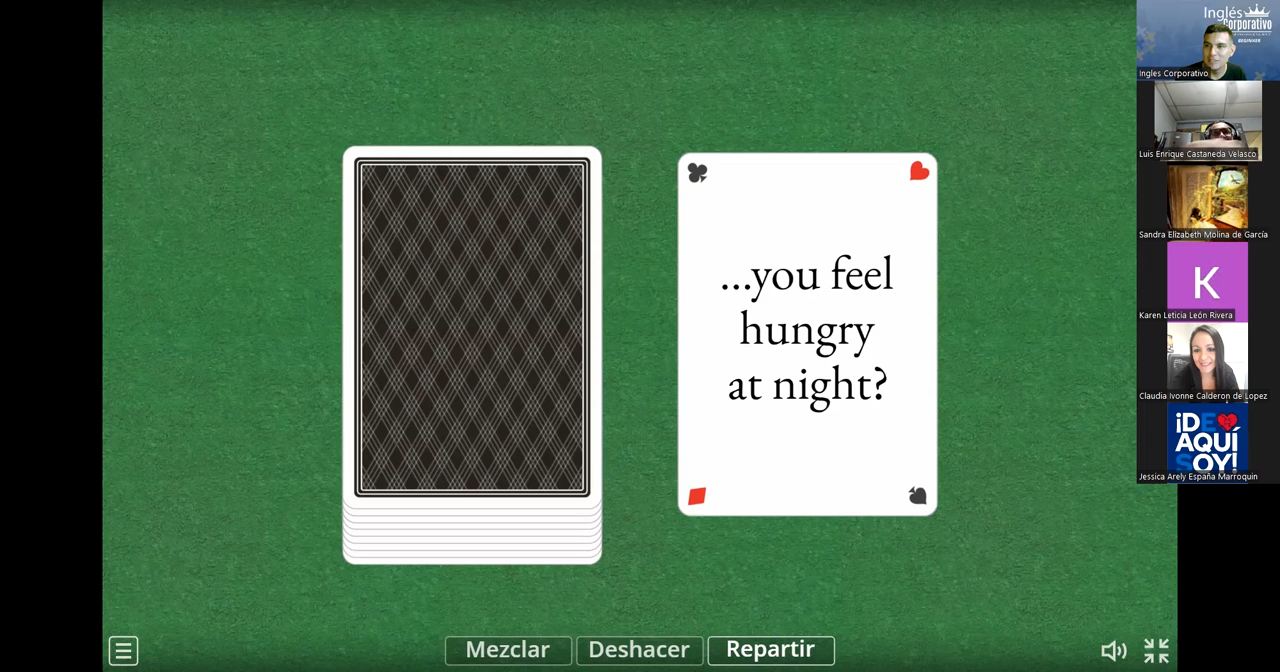 ...you feel
hungry
at night?
Mezclar
Deshacer
Repartir
Inglés
Corporativo
BEGINNER
Ingles Corporativo
Luis Enrique Castaneda Velasco
Sandra Elizabeth Molina de García
K
Karen Leticia León Rivera
Claudia Ivonne Calderon de Lopez
¡DE
AQUÍ
SOY!
Jessica Arely España Marroquin